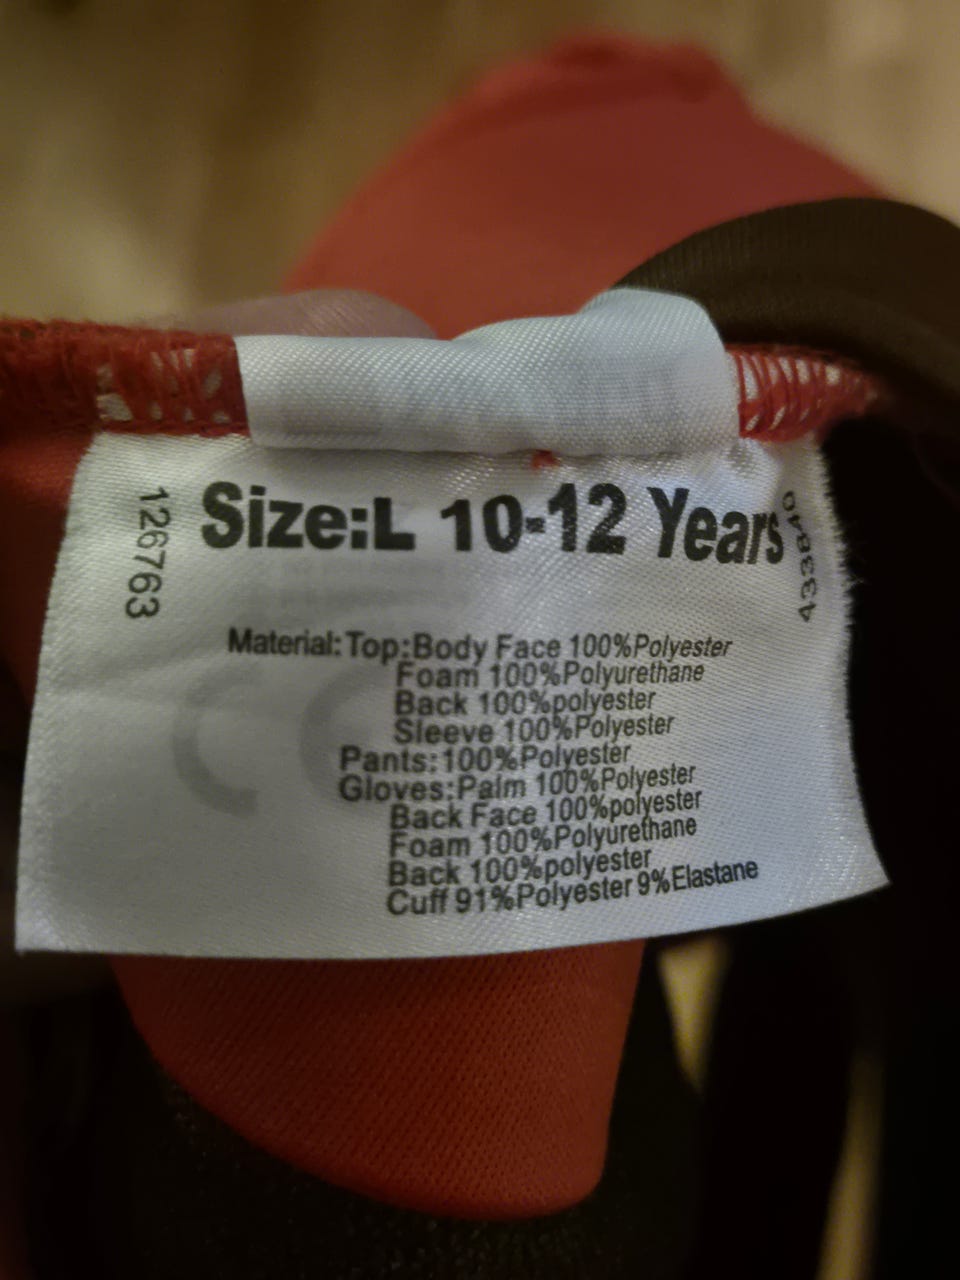 Size:L 10-12 Years
126763
433840
Material:Top:Body Face 100%Polyester
Foam 100%Polyurethane
Back 100%polyester
Sleeve 100%Polyester
Pants:100%Polyester
Gloves:Palm 100%Polyester
Back Face 100%polyester
Foam 100%Polyurethane
Back 100%polyester
Cuff 91%Polyester 9%Elastane